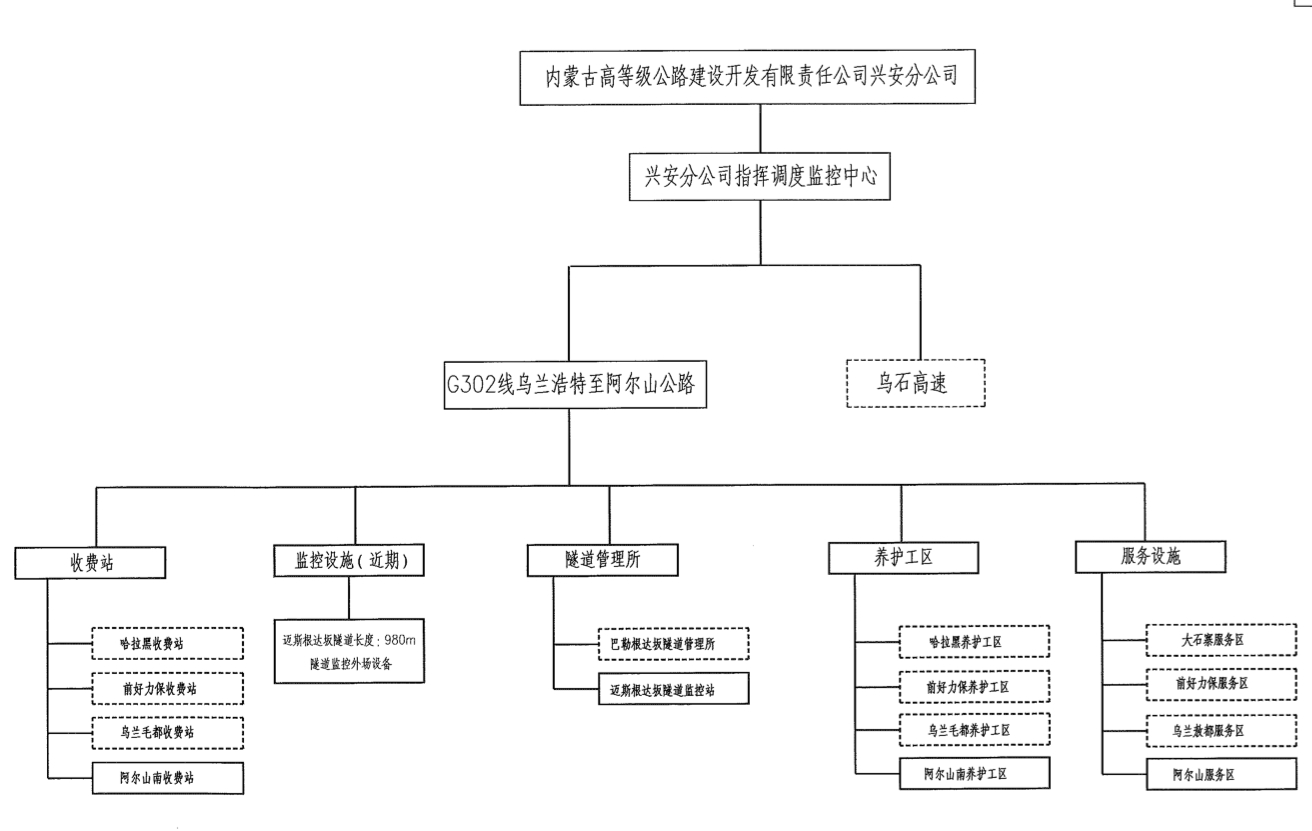 内蒙古高等级公路建设开发有限责任公司兴安分公司
兴安分公司指挥调度监控中心
G302线乌兰浩特至阿尔山公路
乌石高速
收费站
监控设施（近期）
隧道管理所
养护工区
服务设施
哈拉黑收费站
前好力保收费站
乌兰毛都收费站
阿尔山南收费站
迈斯根达坂隧道长度：980m
隧道监控外场设备
巴勒根达坂隧道管理所
迈斯根达坂隧道监控站
哈拉黑养护工区
前好力保养护工区
乌兰毛都养护工区
阿尔山南养护工区
大石寨服务区
前好力保服务区
乌兰敖都服务区
阿尔山服务区